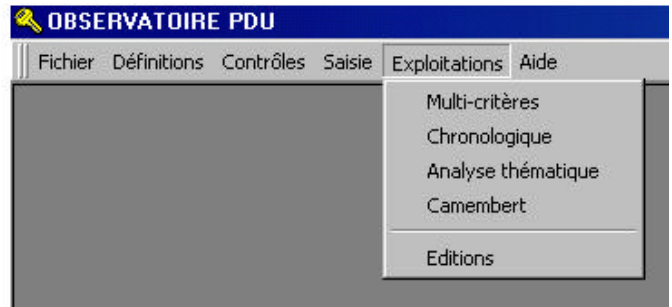 OBSERVATOIRE PDU
Fichier Définitions Contrôles Saisie Exploitations Aide
Multi-critères
Chronologique
Analyse thématique
Camembert
Editions